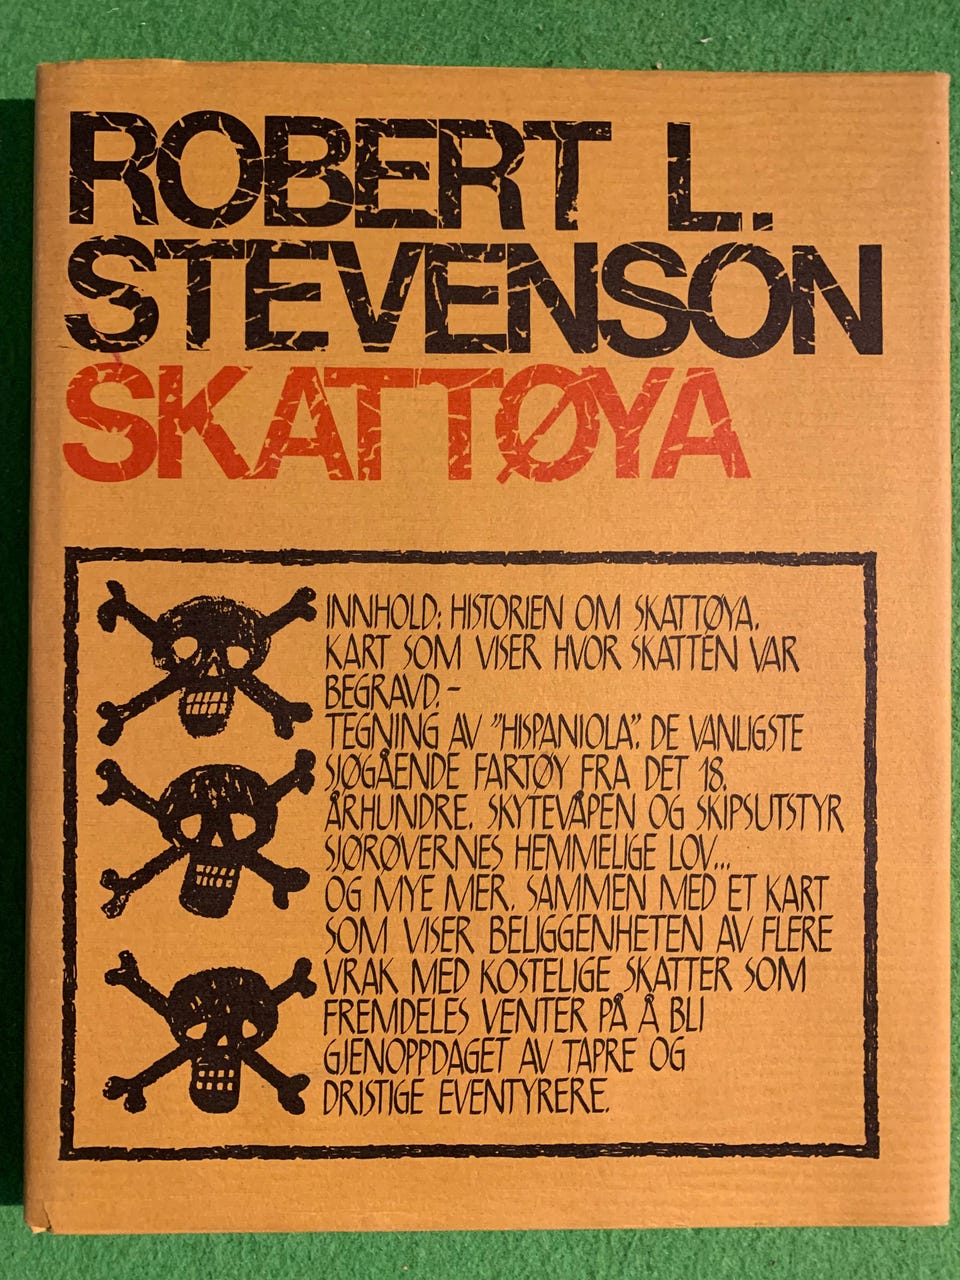 ROBERT L.
STEVENSON
SKATTØYA
INNHOLD: HISTORIEN OM SKATTØYA.
KART SOM VISER HVOR SKATTEN VAR
BEGRAVD. –
TEGNING AV "HISPANIOLA". DE VANLIGSTE
SJØGÅENDE FARTØY FRA DET 18.
ÅRHUNDRE. SKYTEVÅPEN OG SKIPSUTSTYR
SJØRØVERNES HEMMELIGE LOV...
OG MYE MER. SAMMEN MED ET KART
SOM VISER BELIGGENHETEN AV FLERE
VRAK MED KOSTELIGE SKATTER SOM
FREMDELES VENTER PÅ Å BLI
GJENOPPDAGET AV TAPRE OG
DRISTIGE EVENTYRERE.